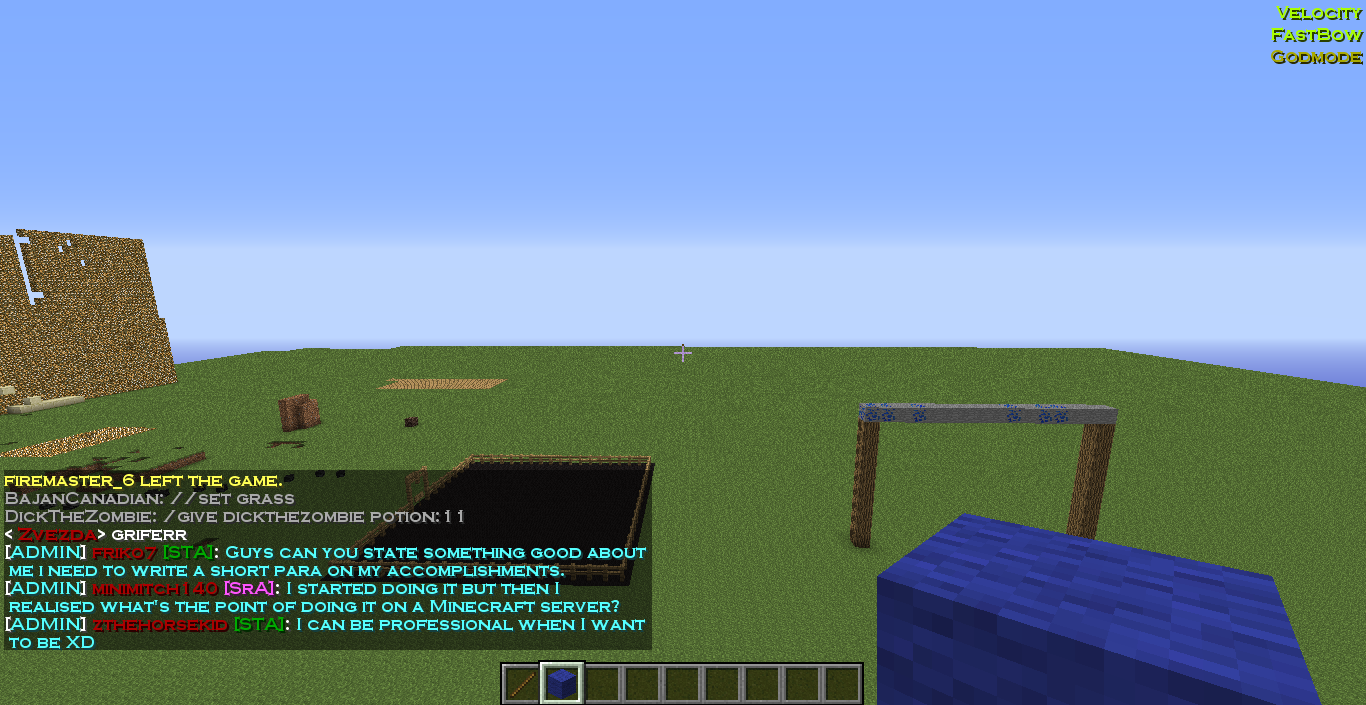 Velocity
FastBow
Godmode
firemaster_6 left the game.
BajanCanadian: //set grass
DickTheZombie: /give dickthezombie potion:11
< Zvezda> griferr
[ADMIN] frik07 [STA]: Guys can you state something good about
me i need to write a short para on my accomplishments.
[ADMIN] minimitch140 [SrA]: I started doing it but then I
realised what's the point of doing it on a Minecraft server?
[ADMIN] zthehorsekid [STA]: I can be professional when I want
to be XD